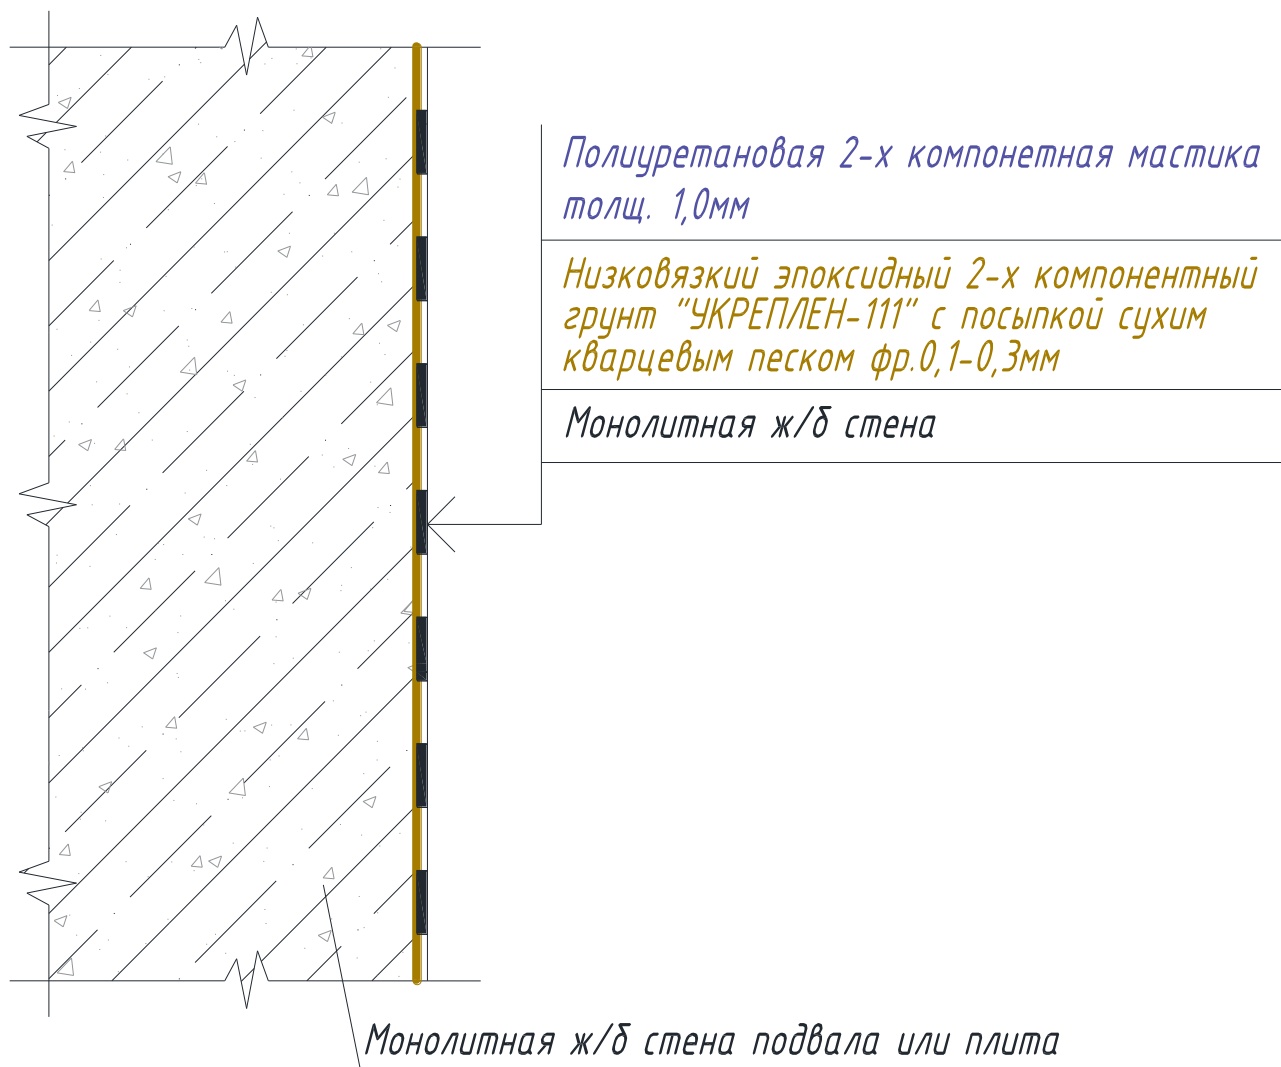 Полиуретановая 2-х компонетная мастика
толщ. 1,0мм
Низковязкий эпоксидный 2-х компонентный
грунт "УКРЕПЛЕН-111" с посыпкой сухим
кварцевым песком фр.0,1-0,3мм
Монолитная ж/б стена
Монолитная ж/б стена подвала или плита